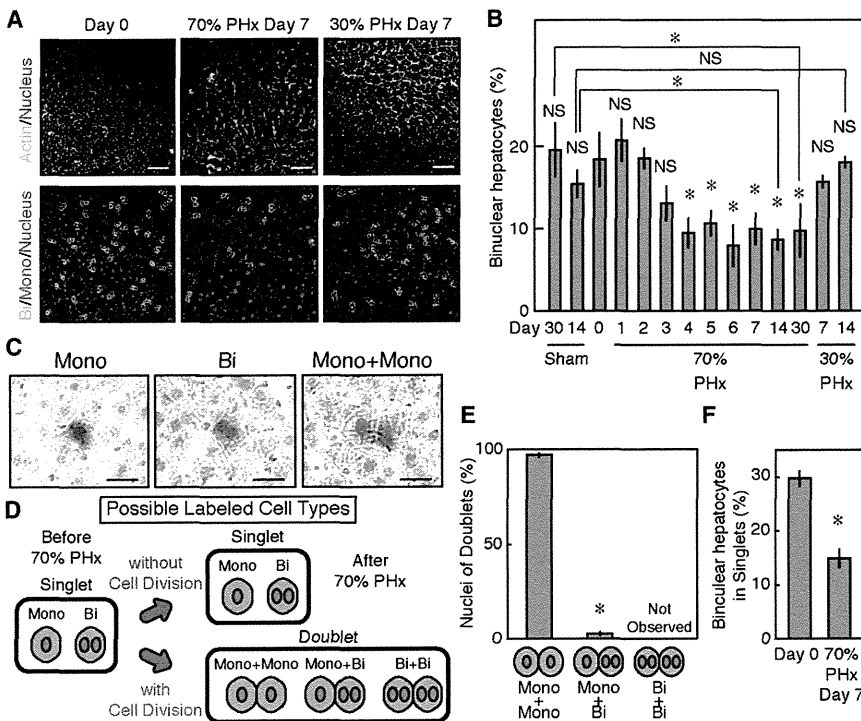 A
Day 0
70% PHx Day 7
30% PHx Day 7
Actin/Nucleus
Bi/Mono/Nucleus
B
Binuclear hepatocytes (%)
20
10
0
*
NS
*
NS
NS
NS
NS
NS
NS
*
*
*
*
*
*
NS
NS
Day 30 14 0 1 2 3 4 5 6 7 14 30 7 14
Sham
70%
PHx
30%
PHx
C
Mono
Bi
Mono+Mono
D
Possible Labeled Cell Types
Before
70% PHx
Singlet
Mono
Bi
without
Cell Division
with
Cell Division
Singlet
Mono
Bi
After
70% PHx
Doublet
Mono+Mono
Mono+Bi
Bi+Bi
E
Nuclei of Doublets (%)
100
50
0
*
Not
Observed
Mono
+
Mono
Mono
+
Bi
Bi
+
Bi
F
Bincuclear hepatocytes
in Singlets (%)
30
20
10
0
*
Day 0
70%
PHx
Day 7